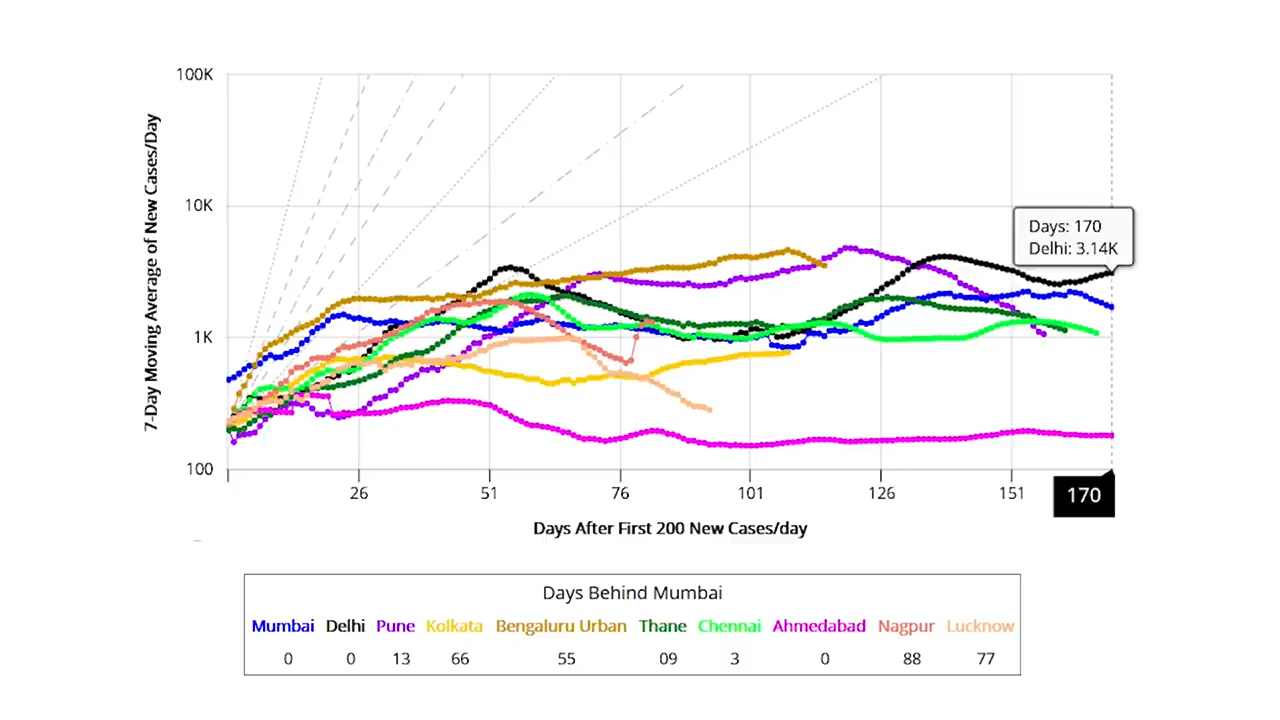 100K
10K
1K
100
7-Day Moving Average of New Cases/Day
Days: 170
Delhi: 3.14K
26 51 76 101 126 151 170
Days After First 200 New Cases/day
Days Behind Mumbai
Mumbai Delhi Pune Kolkata Bengaluru Urban Thane Chennai Ahmedabad Nagpur Lucknow
0 0 13 66 55 09 3 0 88 77